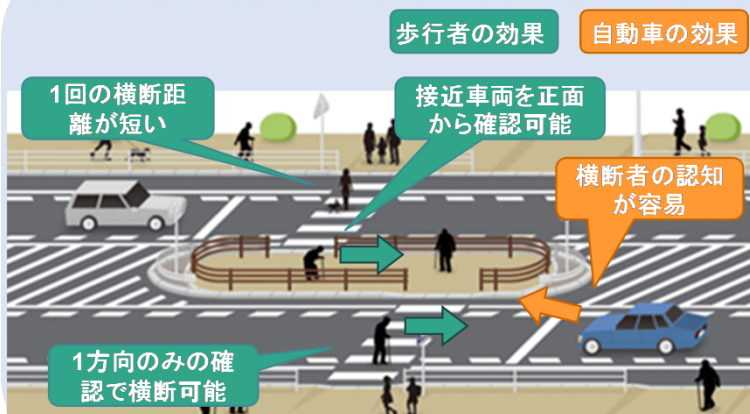 歩行者の効果
自動車の効果
1回の横断距
離が短い
接近車両を正面
から確認可能
横断者の認知
が容易
1方向のみの確
認で横断可能